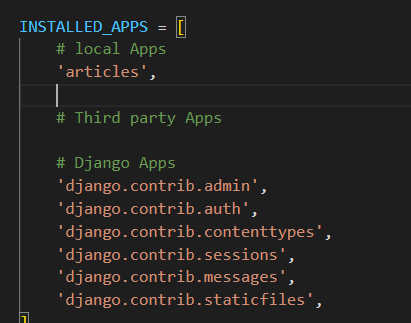 INSTALLED_APPS = [
# local Apps
'articles',
# Third party Apps
# Django Apps
'django.contrib.admin',
'django.contrib.auth',
'django.contrib.contenttypes',
'django.contrib.sessions',
'django.contrib.messages',
'django.contrib.staticfiles',
]